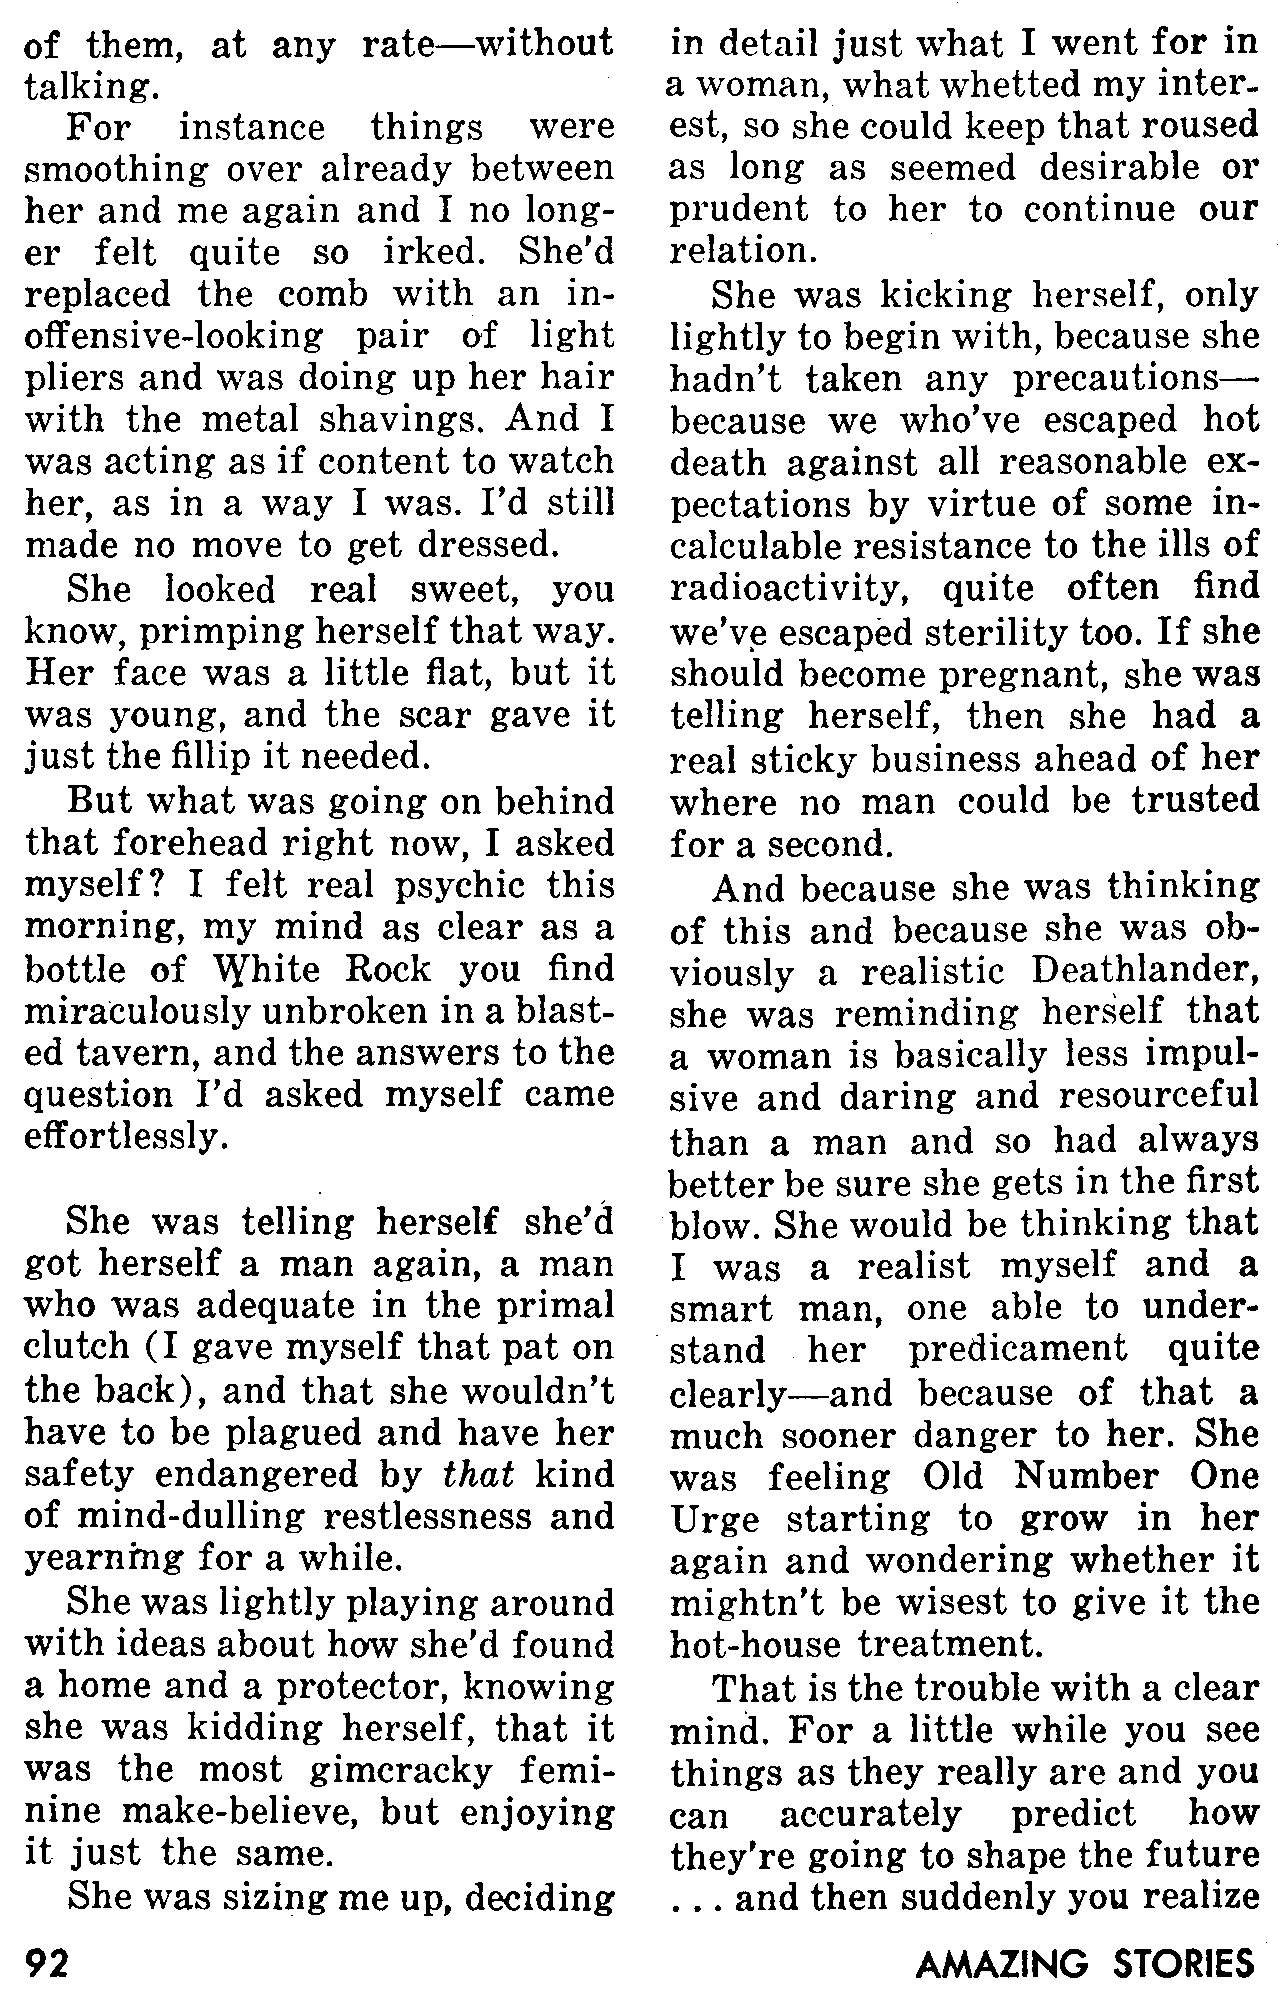 of them, at any rate—without
talking.
For instance things were
smoothing over already between
her and me again and I no long-
er felt quite so irked. She'd
replaced the comb with an in-
offensive-looking pair of light
pliers and was doing up her hair
with the metal shavings. And I
was acting as if content to watch
her, as in a way I was. I'd still
made no move to get dressed.
She looked real sweet, you
know, primping herself that way.
Her face was a little flat, but it
was young, and the scar gave it
just the fillip it needed.
But what was going on behind
that forehead right now, I asked
myself? I felt real psychic this
morning, my mind as clear as a
bottle of White Rock you find
miraculously unbroken in a blast-
ed tavern, and the answers to the
question I'd asked myself came
effortlessly.
She was telling herself she'd
got herself a man again, a man
who was adequate in the primal
clutch (I gave myself that pat on
the back), and that she wouldn't
have to be plagued and have her
safety endangered by that kind
of mind-dulling restlessness and
yearning for a while.
She was lightly playing around
with ideas about how she'd found
a home and a protector, knowing
she was kidding herself, that it
was the most gimcracky femi-
nine make-believe, but enjoying
it just the same.
She was sizing me up, deciding
in detail just what I went for in
a woman, what whetted my inter-
est, so she could keep that roused
as long as seemed desirable or
prudent to her to continue our
relation.
She was kicking herself, only
lightly to begin with, because she
hadn't taken any precautions—
because we who've escaped hot
death against all reasonable ex-
pectations by virtue of some in-
calculable resistance to the ills of
radioactivity, quite often find
we've escaped sterility too. If she
should become pregnant, she was
telling herself, then she had a
real sticky business ahead of her
where no man could be trusted
for a second.
And because she was thinking
of this and because she was ob-
viously a realistic Deathlander,
she was reminding herself that
a woman is basically less impul-
sive and daring and resourceful
than a man and so had always
better be sure she gets in the first
blow. She would be thinking that
I was a realist myself and a
smart man, one able to under-
stand her predicament quite
clearly—and because of that a
much sooner danger to her. She
was feeling Old Number One
Urge starting to grow in her
again and wondering whether it
mightn't be wisest to give it the
hot-house treatment.
That is the trouble with a clear
mind. For a little while you see
things as they really are and you
can accurately predict how
they're going to shape the future
... and then suddenly you realize
92 AMAZING STORIES